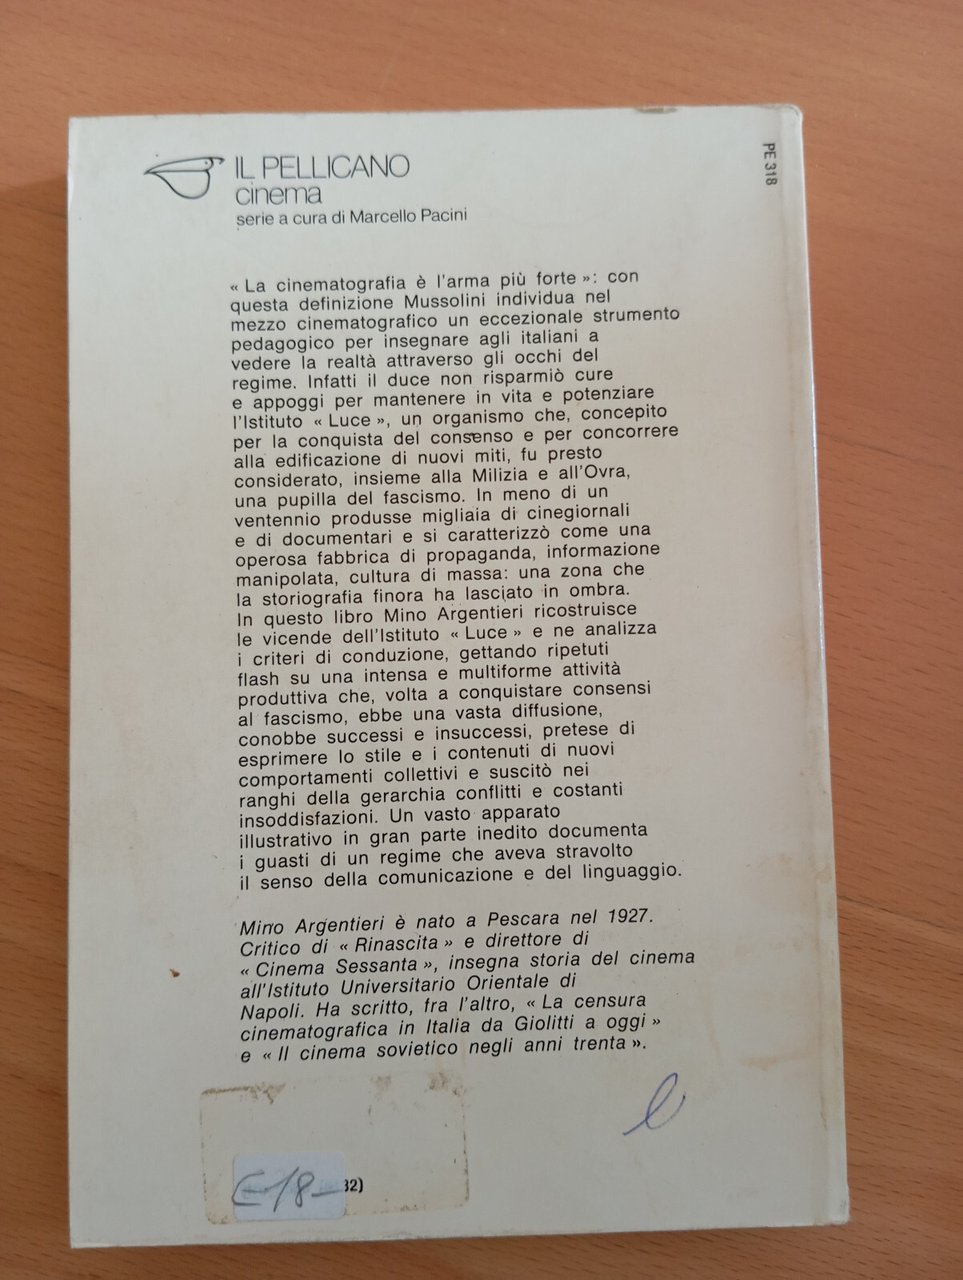 IL PELLICANO
cinema
serie a cura di Marcello Pacini
PE 318
« La cinematografia è l'arma più forte »: con
questa definizione Mussolini individua nel
mezzo cinematografico un eccezionale strumento
pedagogico per insegnare agli italiani a
vedere la realtà attraverso gli occhi del
regime. Infatti il duce non risparmiò cure
e appoggi per mantenere in vita e potenziare
l'Istituto « Luce », un organismo che, concepito
per la conquista del consenso e per concorrere
alla edificazione di nuovi miti, fu presto
considerato, insieme alla Milizia e all'Ovra,
una pupilla del fascismo. In meno di un
ventennio produsse migliaia di cinegiornali
e di documentari e si caratterizzò come una
operosa fabbrica di propaganda, informazione
manipolata, cultura di massa: una zona che
la storiografia finora ha lasciato in ombra.
In questo libro Mino Argentieri ricostruisce
le vicende dell'Istituto « Luce » e ne analizza
i criteri di conduzione, gettando ripetuti
flash su una intensa e multiforme attività
produttiva che, volta a conquistare consensi
al fascismo, ebbe una vasta diffusione,
conobbe successi e insuccessi, pretese di
esprimere lo stile e i contenuti di nuovi
comportamenti collettivi e suscitò nei
ranghi della gerarchia conflitti e costanti
insoddisfazioni. Un vasto apparato
illustrativo in gran parte inedito documenta
i guasti di un regime che aveva stravolto
il senso della comunicazione e del linguaggio.
Mino Argentieri è nato a Pescara nel 1927.
Critico di « Rinascita » e direttore di
« Cinema Sessanta », insegna storia del cinema
all'Istituto Universitario Orientale di
Napoli. Ha scritto, fra l'altro, « La censura
cinematografica in Italia da Giolitti a oggi »
e « Il cinema sovietico negli anni trenta ».
82)